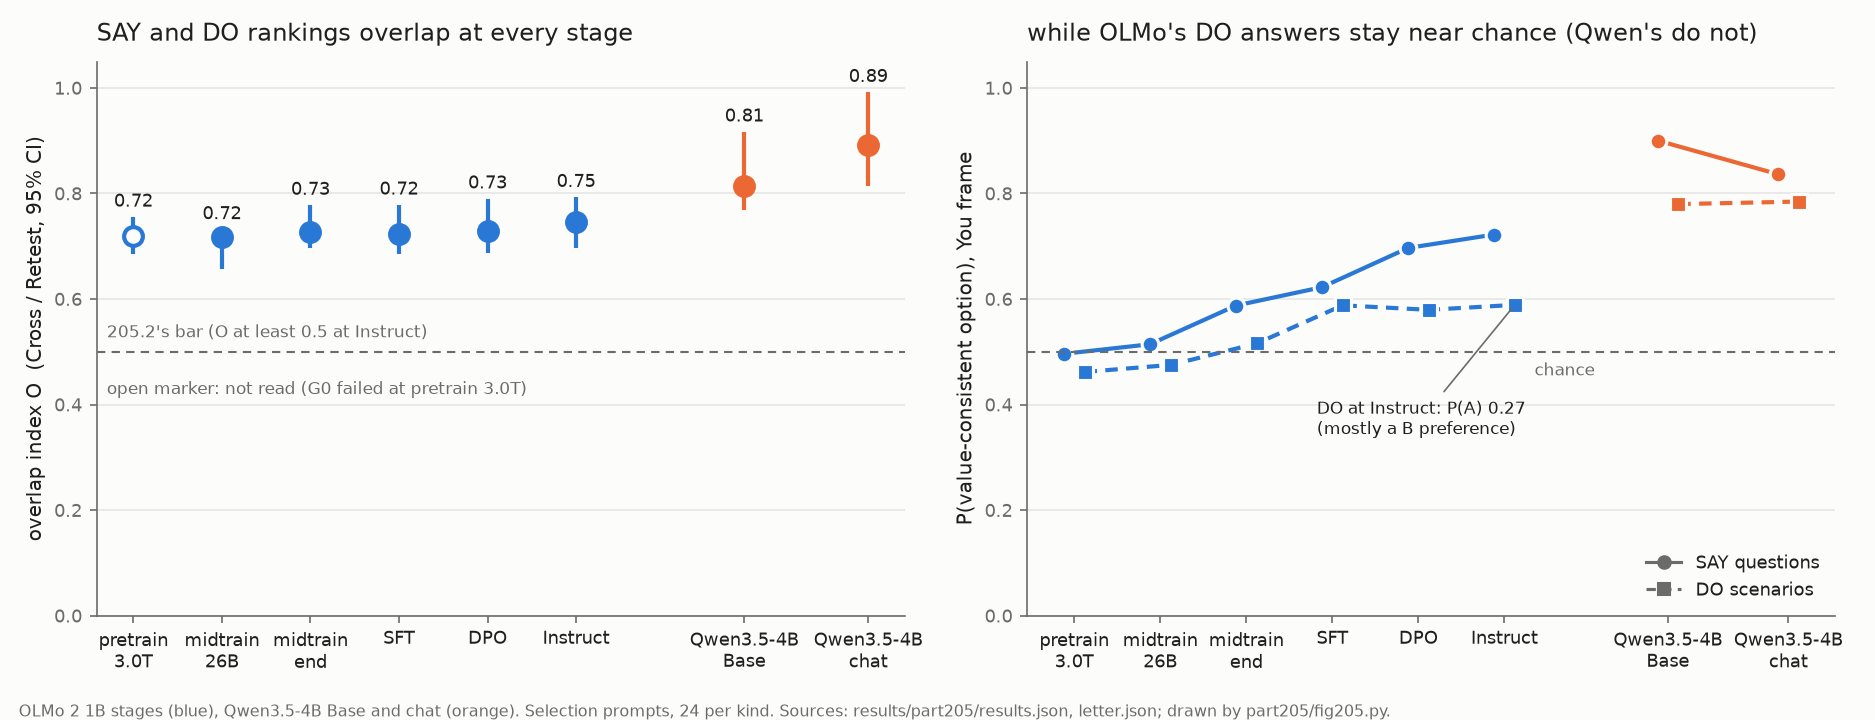 SAY and DO rankings overlap at every stage
overlap index O  (Cross / Retest, 95% CI)
1.0
0.8
0.6
0.4
0.2
0.0
0.72
0.72
0.73
0.72
0.73
0.75
0.81
0.89
205.2's bar (O at least 0.5 at Instruct)
open marker: not read (G0 failed at pretrain 3.0T)
pretrain
3.0T
midtrain
26B
midtrain
end
SFT
DPO
Instruct
Qwen3.5-4B
Base
Qwen3.5-4B
chat
while OLMo's DO answers stay near chance (Qwen's do not)
P(value-consistent option), You frame
1.0
0.8
0.6
0.4
0.2
0.0
chance
DO at Instruct: P(A) 0.27
(mostly a B preference)
SAY questions
DO scenarios
pretrain
3.0T
midtrain
26B
midtrain
end
SFT
DPO
Instruct
Qwen3.5-4B
Base
Qwen3.5-4B
chat
OLMo 2 1B stages (blue), Qwen3.5-4B Base and chat (orange). Selection prompts, 24 per kind. Sources: results/part205/results.json, letter.json; drawn by part205/fig205.py.